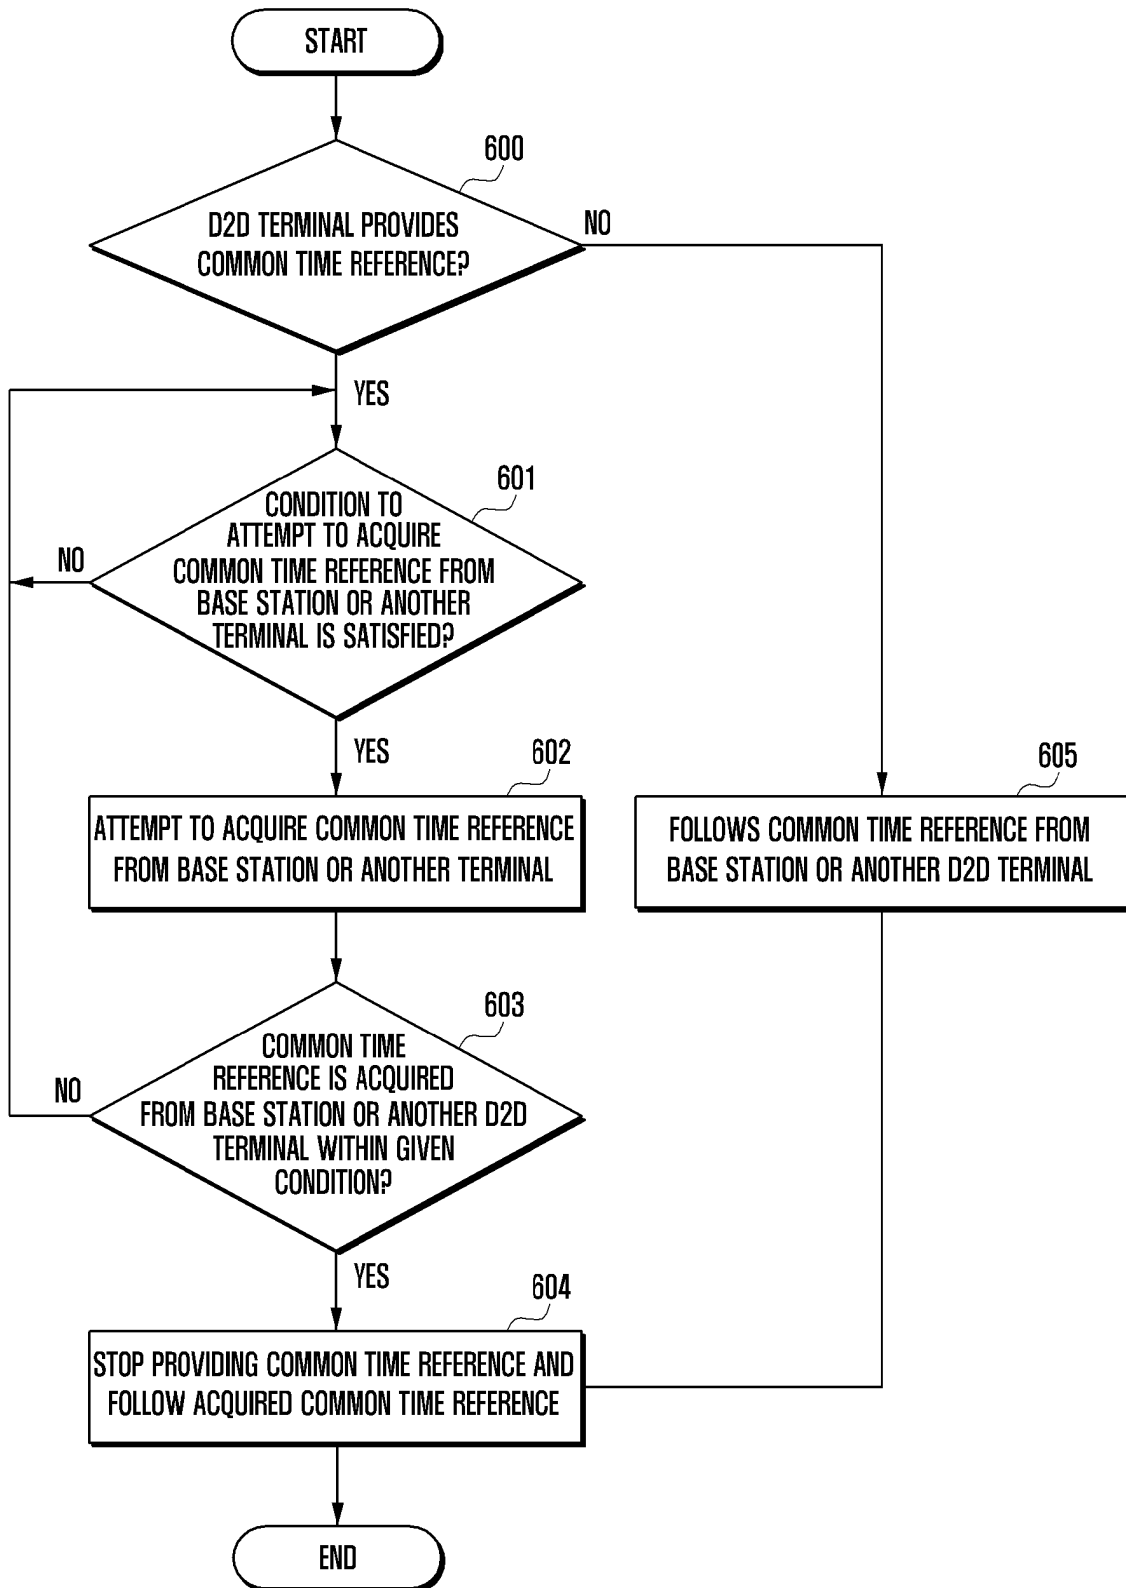 START
600
D2D TERMINAL PROVIDES
COMMON TIME REFERENCE?
NO
YES
601
CONDITION TO
ATTEMPT TO ACQUIRE
COMMON TIME REFERENCE FROM
BASE STATION OR ANOTHER
TERMINAL IS SATISFIED?
NO
YES
602
ATTEMPT TO ACQUIRE COMMON TIME REFERENCE
FROM BASE STATION OR ANOTHER TERMINAL
605
FOLLOWS COMMON TIME REFERENCE FROM
BASE STATION OR ANOTHER D2D TERMINAL
603
COMMON TIME
REFERENCE IS ACQUIRED
FROM BASE STATION OR ANOTHER D2D
TERMINAL WITHIN GIVEN
CONDITION?
NO
YES
604
STOP PROVIDING COMMON TIME REFERENCE AND
FOLLOW ACQUIRED COMMON TIME REFERENCE
END